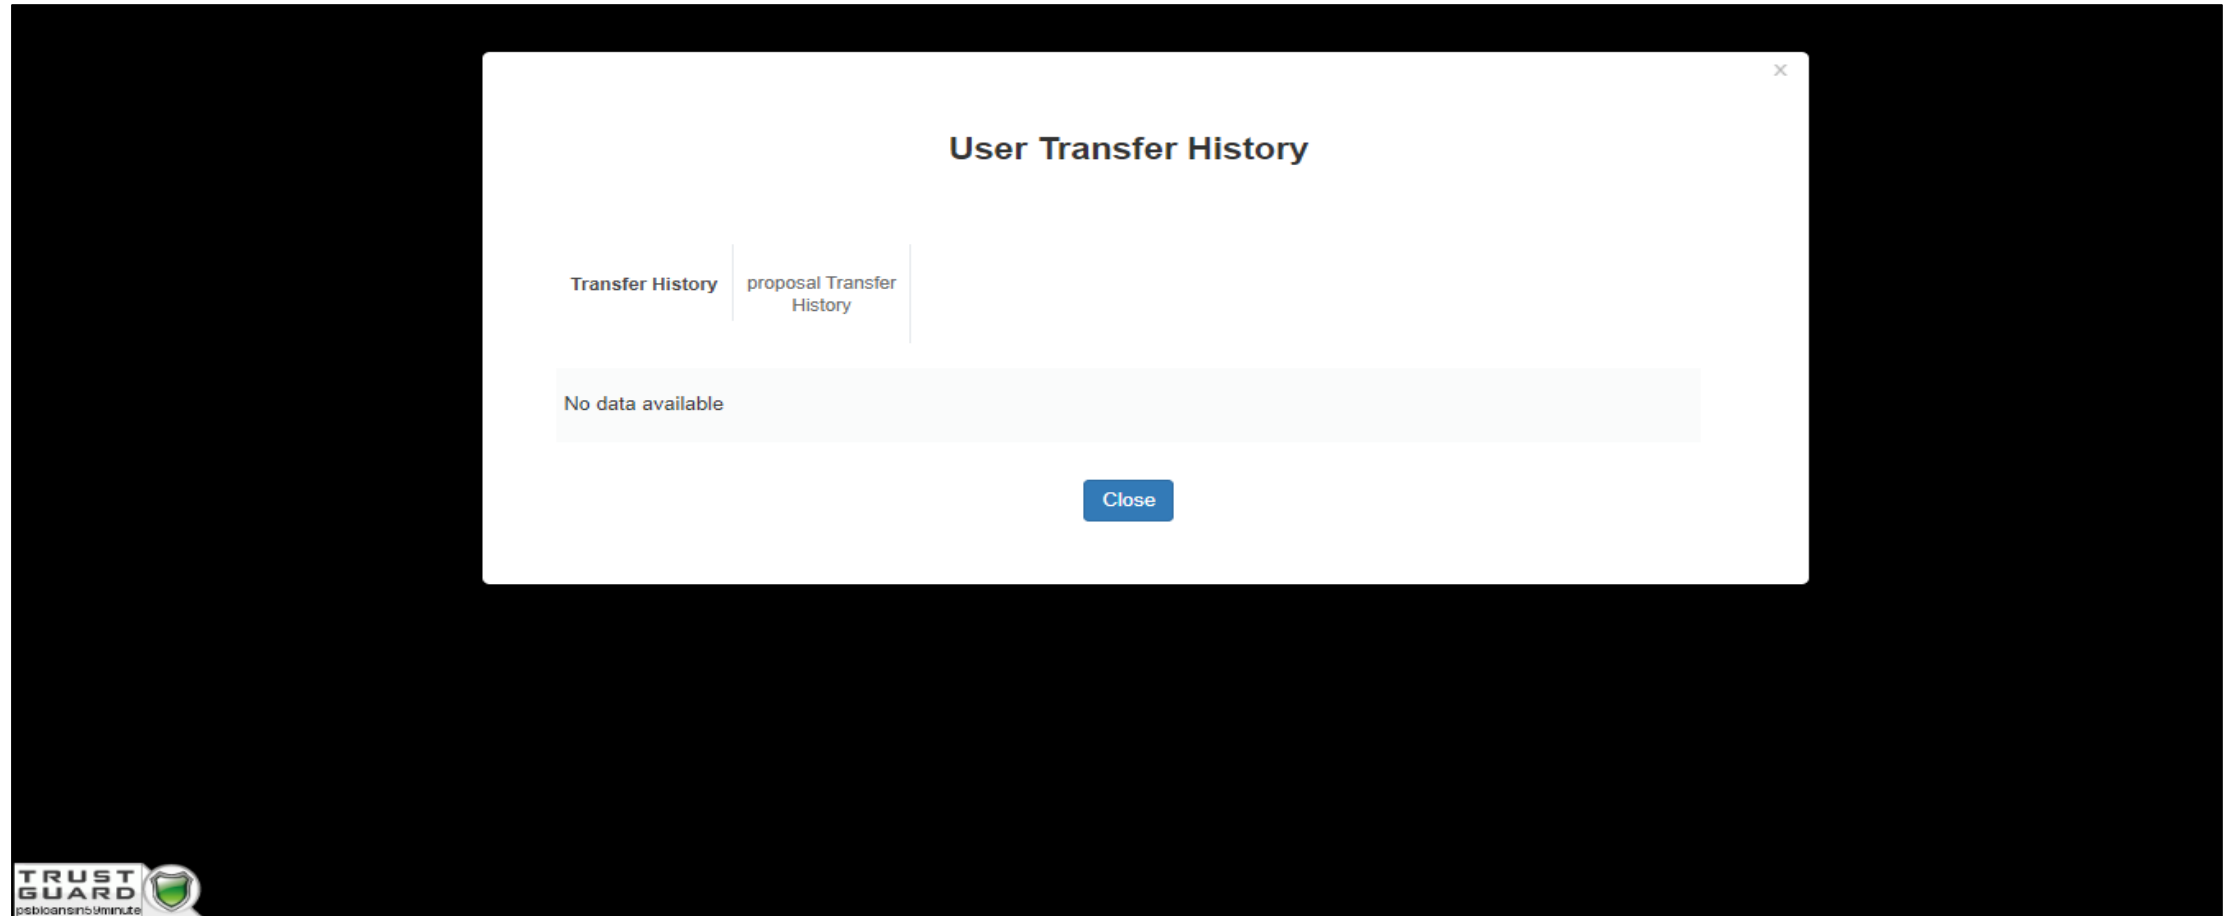 ×
User Transfer History
Transfer History
proposal Transfer
History
No data available
Close
TRUST
GUARD
psbloansin59minute